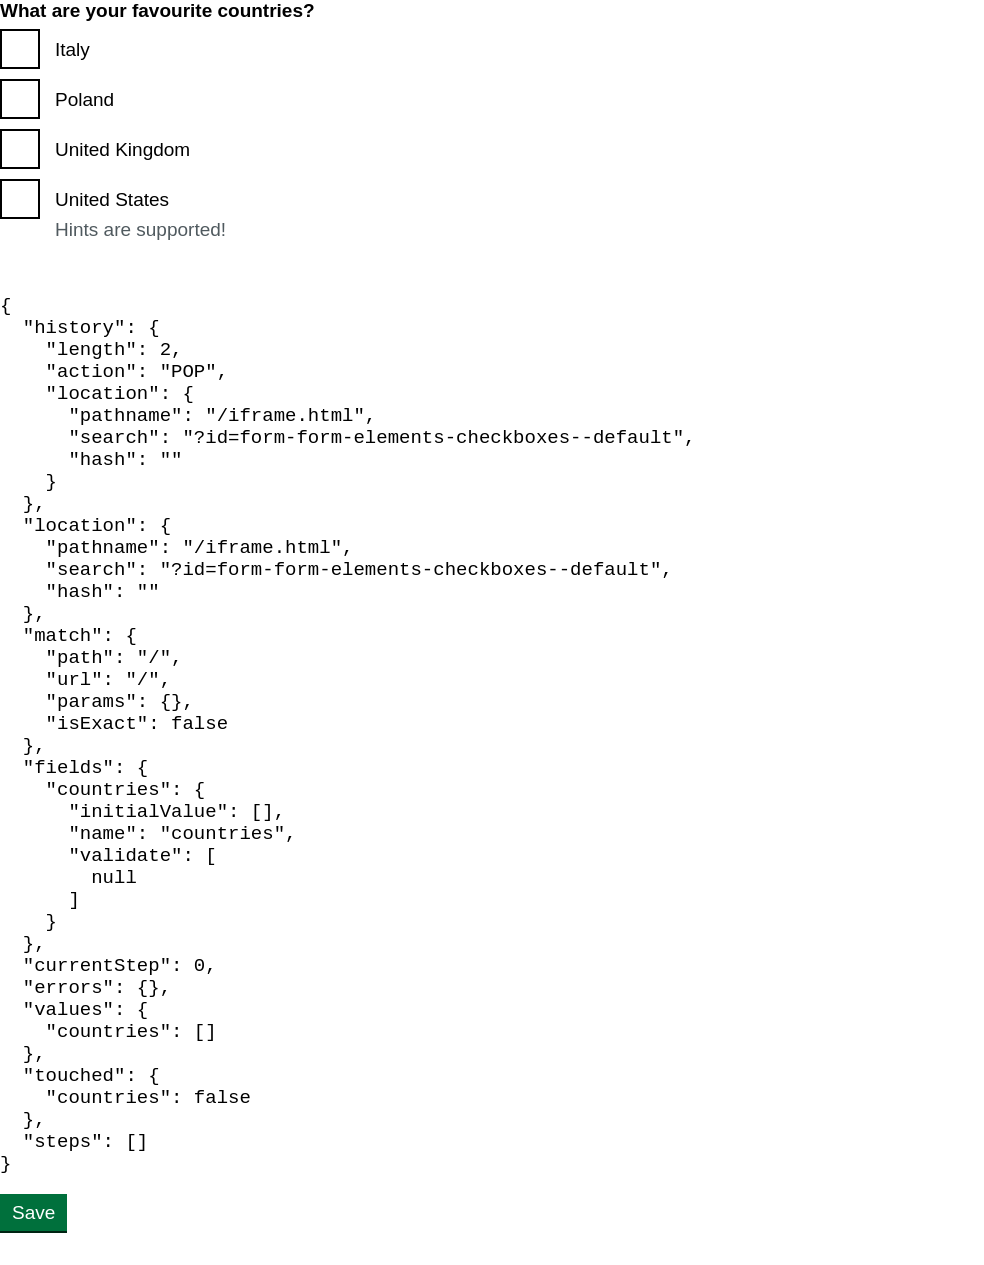 What are your favourite countries?
Italy
Poland
United Kingdom
United States
Hints are supported!
{
  "history": {
    "length": 2,
    "action": "POP",
    "location": {
      "pathname": "/iframe.html",
      "search": "?id=form-form-elements-checkboxes--default",
      "hash": ""
    }
  },
  "location": {
    "pathname": "/iframe.html",
    "search": "?id=form-form-elements-checkboxes--default",
    "hash": ""
  },
  "match": {
    "path": "/",
    "url": "/",
    "params": {},
    "isExact": false
  },
  "fields": {
    "countries": {
      "initialValue": [],
      "name": "countries",
      "validate": [
        null
      ]
    }
  },
  "currentStep": 0,
  "errors": {},
  "values": {
    "countries": []
  },
  "touched": {
    "countries": false
  },
  "steps": []
}
Save